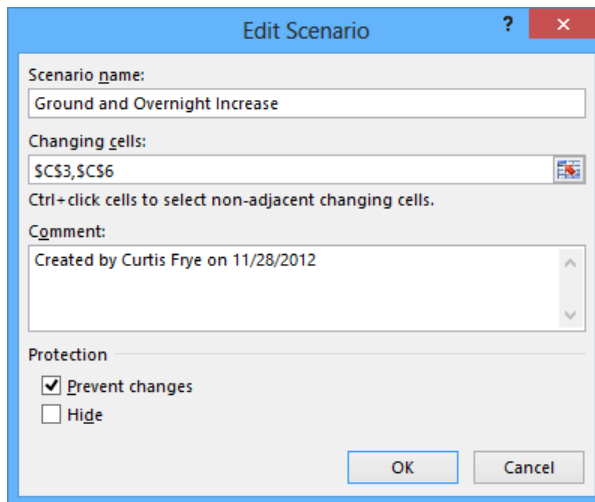 Edit Scenario
?
×
Scenario name:
Ground and Overnight Increase
Changing cells:
$C$3,$C$6
Ctrl+click cells to select non-adjacent changing cells.
Comment:
Created by Curtis Frye on 11/28/2012
Protection
Prevent changes
Hide
OK Cancel